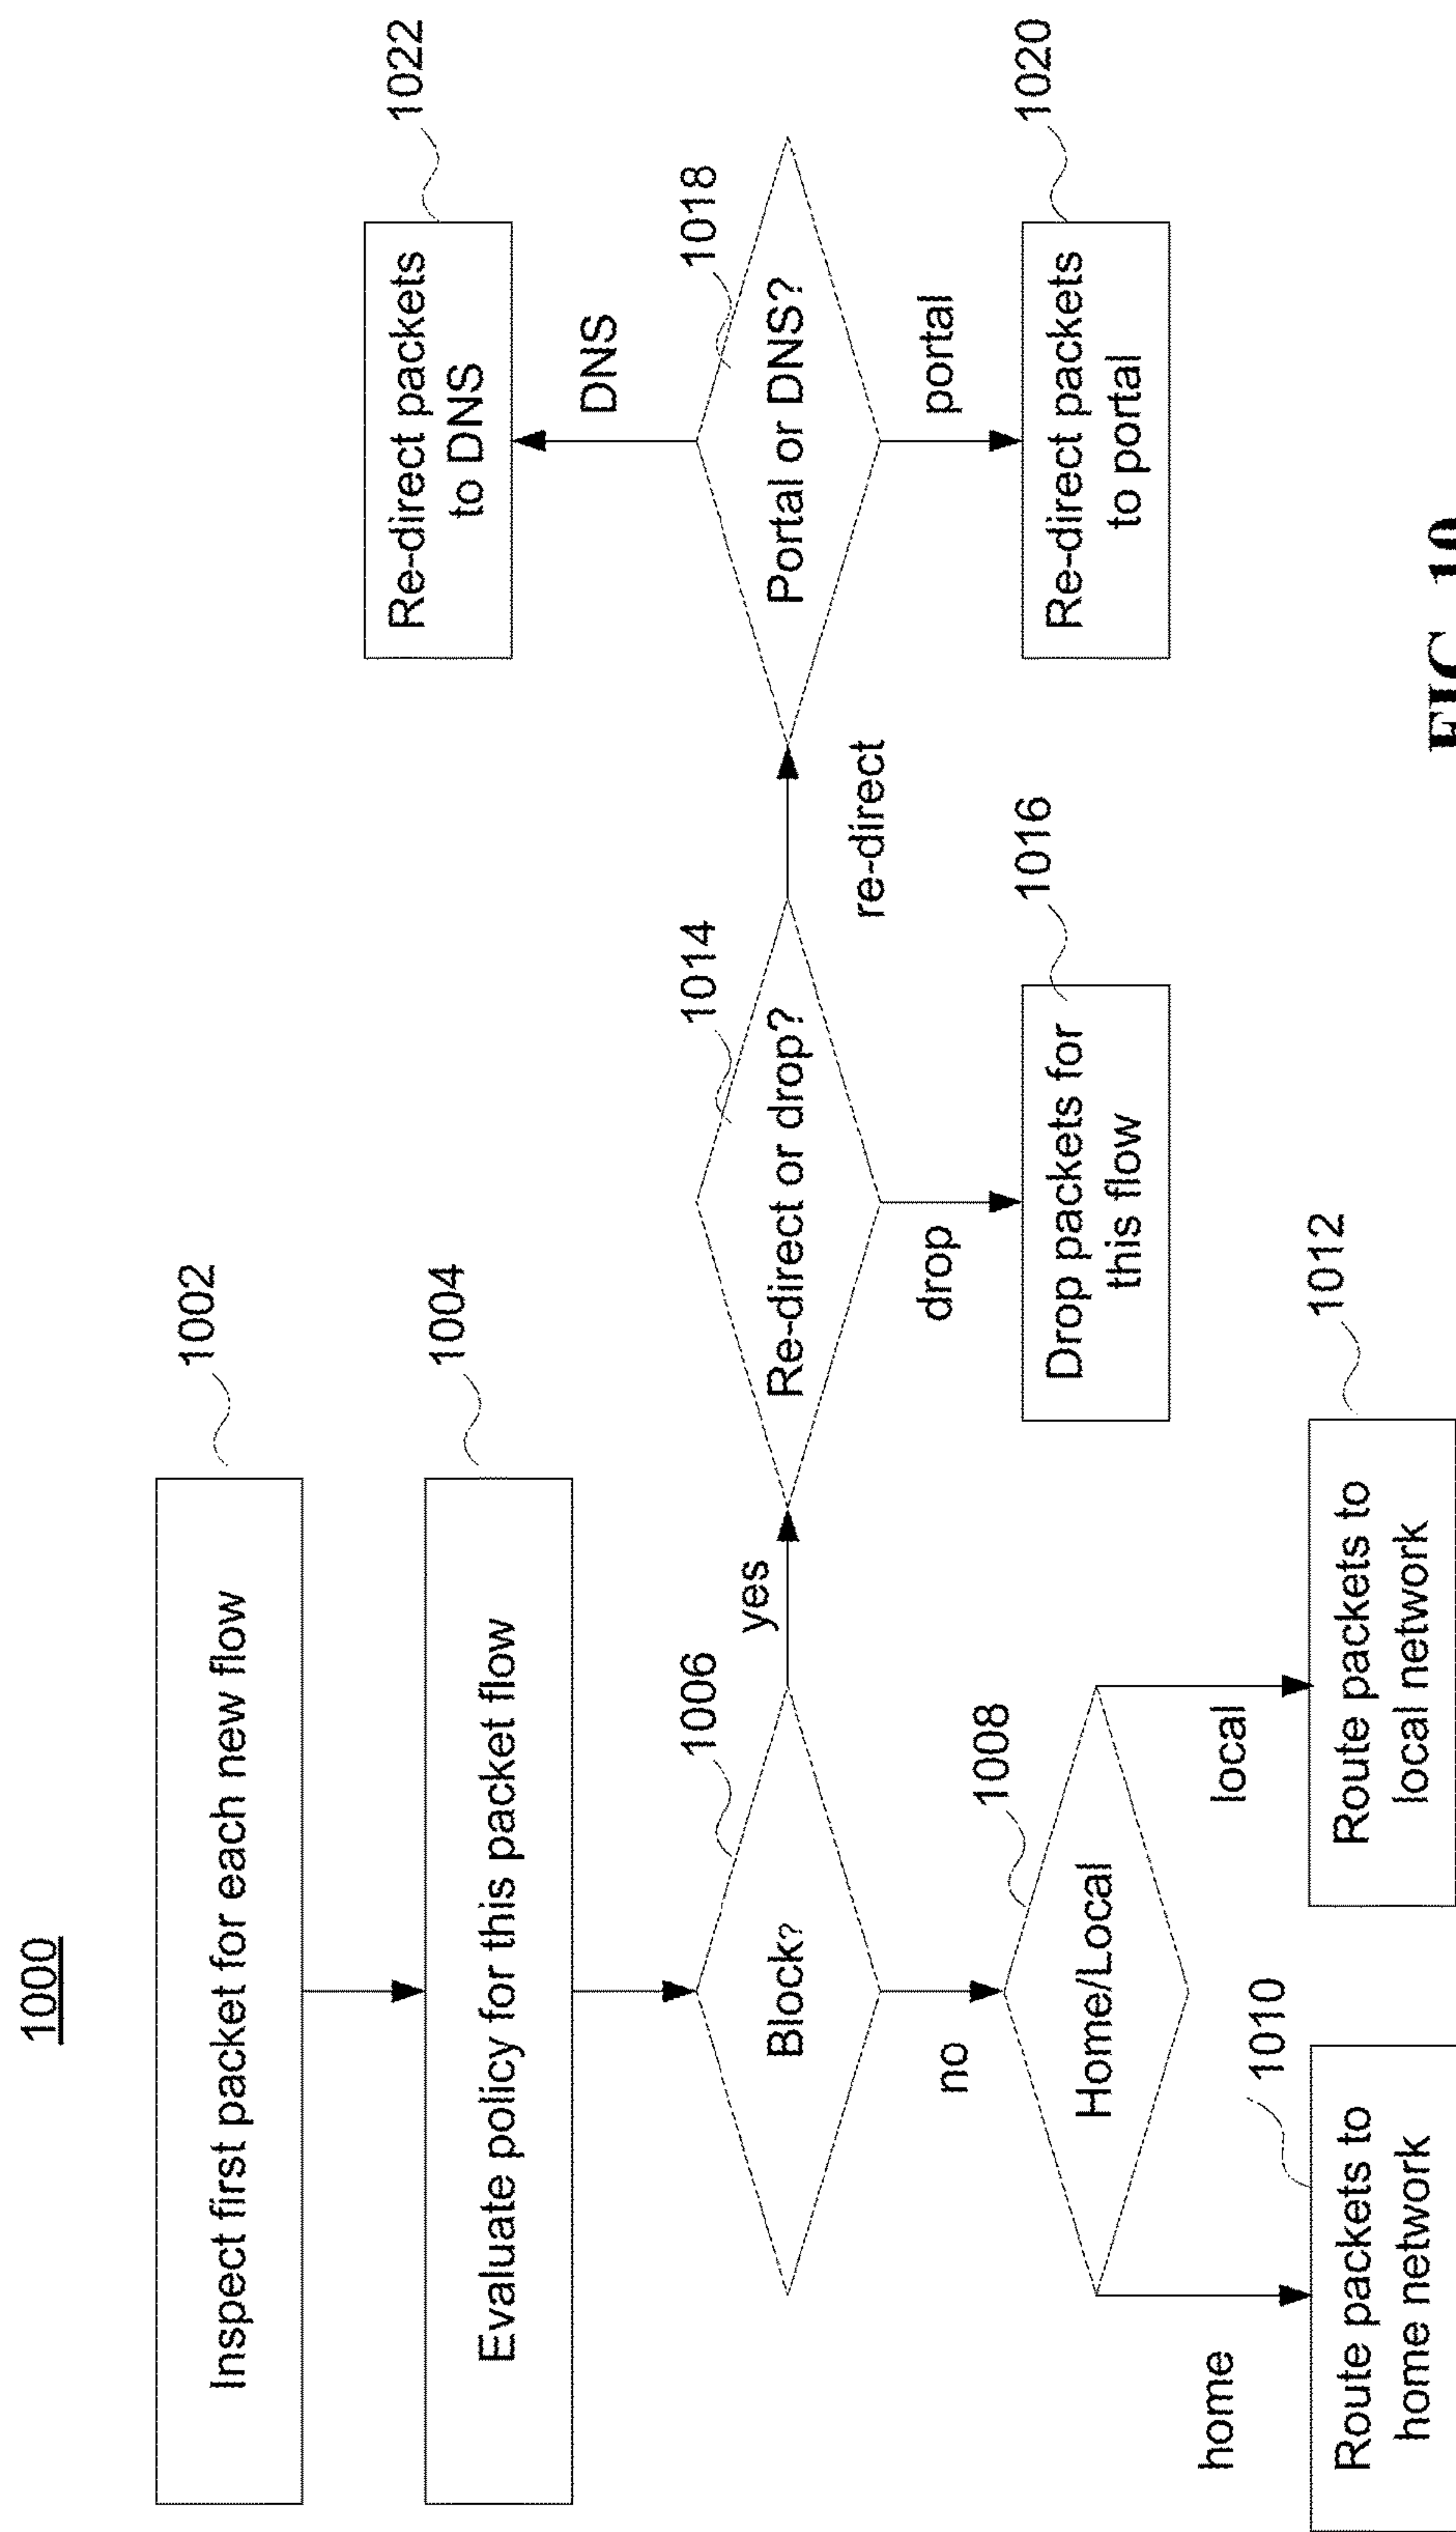 1000
Inspect first packet for each new flow
1002
Evaluate policy for this packet flow
1004
Block?
1006
yes
no
Re-direct or drop?
1014
re-direct
drop
Portal or DNS?
1018
DNS
portal
Re-direct packets
to DNS
1022
Re-direct packets
to portal
1020
Drop packets for
this flow
1016
Home/Local
1008
home
local
Route packets to
home network
1010
Route packets to
local network
1012